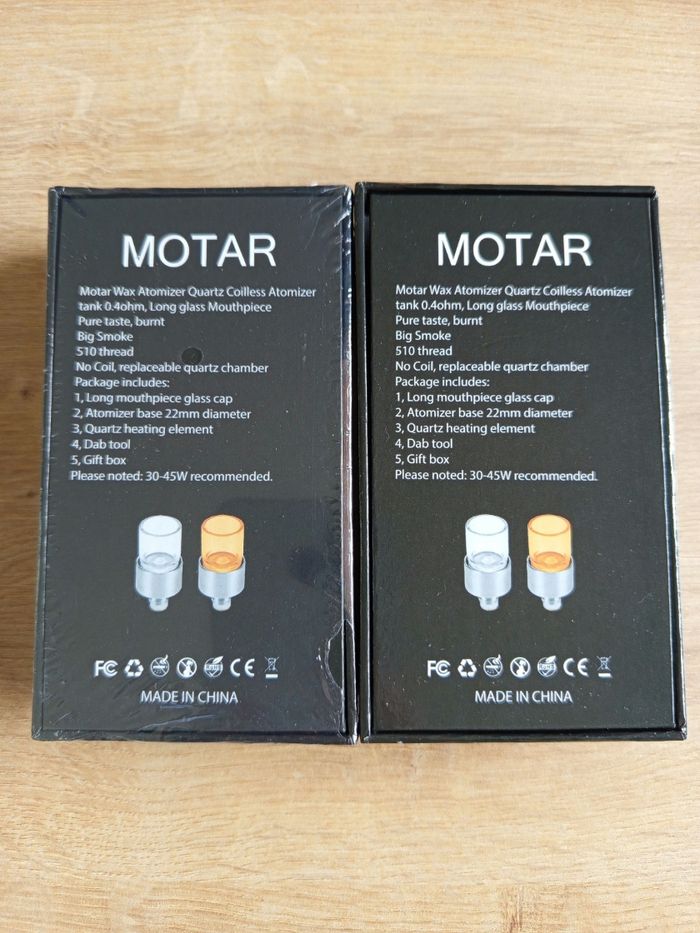 MOTAR
Motar Wax Atomizer Quartz Coilless Atomizer
tank 0.4ohm, Long glass Mouthpiece
Pure taste, burnt
Big Smoke
510 thread
No Coil, replaceable quartz chamber
Package includes:
1, Long mouthpiece glass cap
2, Atomizer base 22mm diameter
3, Quartz heating element
4, Dab tool
5, Gift box
Please noted: 30-45W recommended.
FC CE
MADE IN CHINA
MOTAR
Motar Wax Atomizer Quartz Coilless Atomizer
tank 0.4ohm, Long glass Mouthpiece
Pure taste, burnt
Big Smoke
510 thread
No Coil, replaceable quartz chamber
Package includes:
1, Long mouthpiece glass cap
2, Atomizer base 22mm diameter
3, Quartz heating element
4, Dab tool
5, Gift box
Please noted: 30-45W recommended.
FC CE
MADE IN CHINA